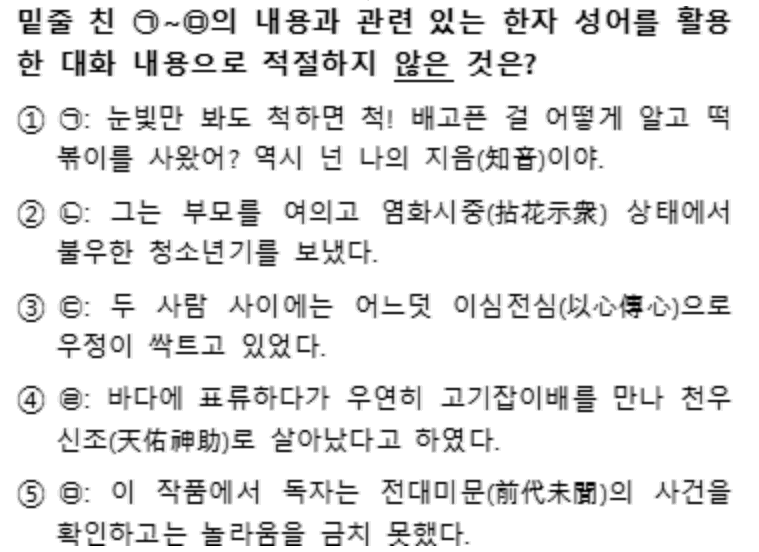 밑줄 친 ㉠~㉤의 내용과 관련 있는 한자 성어를 활용
한 대화 내용으로 적절하지 않은 것은?
① ㉠: 눈빛만 봐도 척하면 척! 배고픈 걸 어떻게 알고 떡
볶이를 사왔어? 역시 넌 나의 지음(知音)이야.
② ㉡: 그는 부모를 여의고 염화시중(拈花示衆) 상태에서
불우한 청소년기를 보냈다.
③ ㉢: 두 사람 사이에는 어느덧 이심전심(以心傳心)으로
우정이 싹트고 있었다.
④ ㉣: 바다에 표류하다가 우연히 고기잡이배를 만나 천우
신조(天佑神助)로 살아났다고 하였다.
⑤ ㉤: 이 작품에서 독자는 전대미문(前代未聞)의 사건을
확인하고는 놀라움을 금치 못했다.